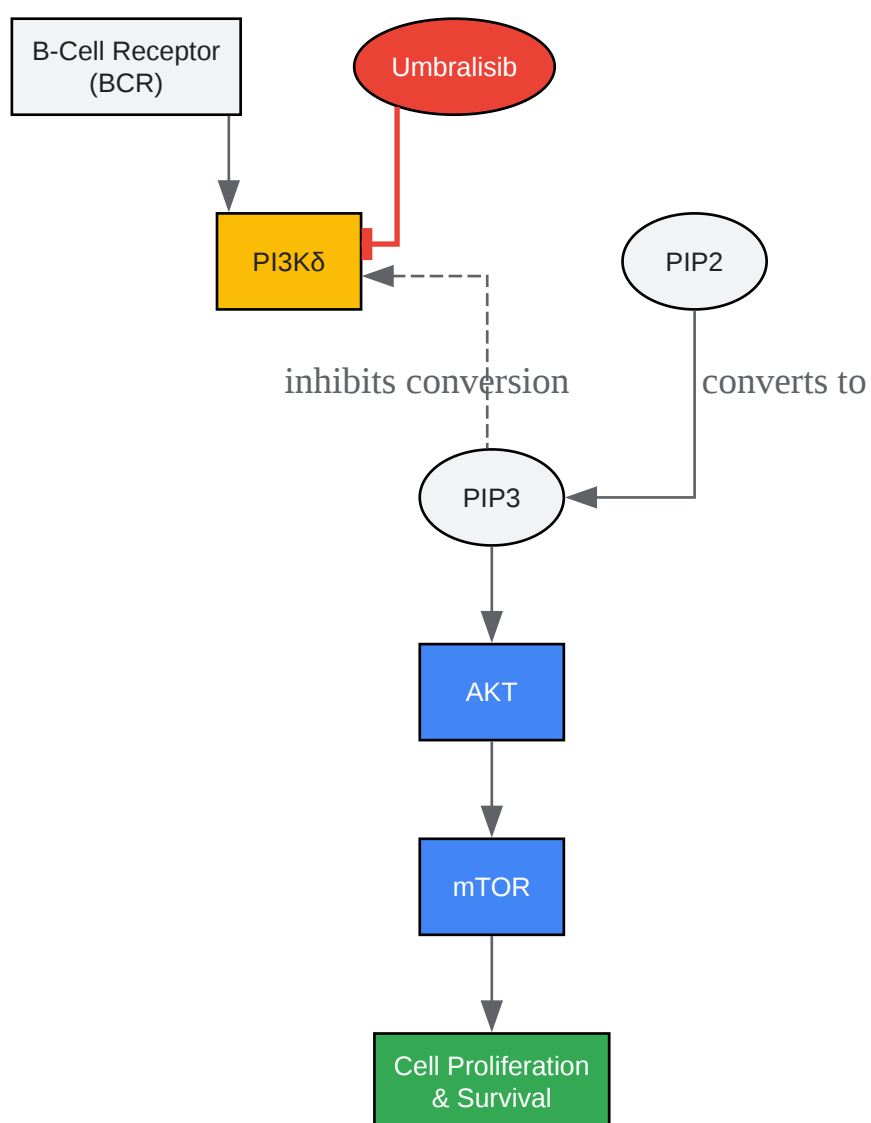 B-Cell Receptor
(BCR)
Umbralisib
PI3Kδ
PIP2
inhibits conversion
converts to
PIP3
AKT
mTOR
Cell Proliferation
& Survival